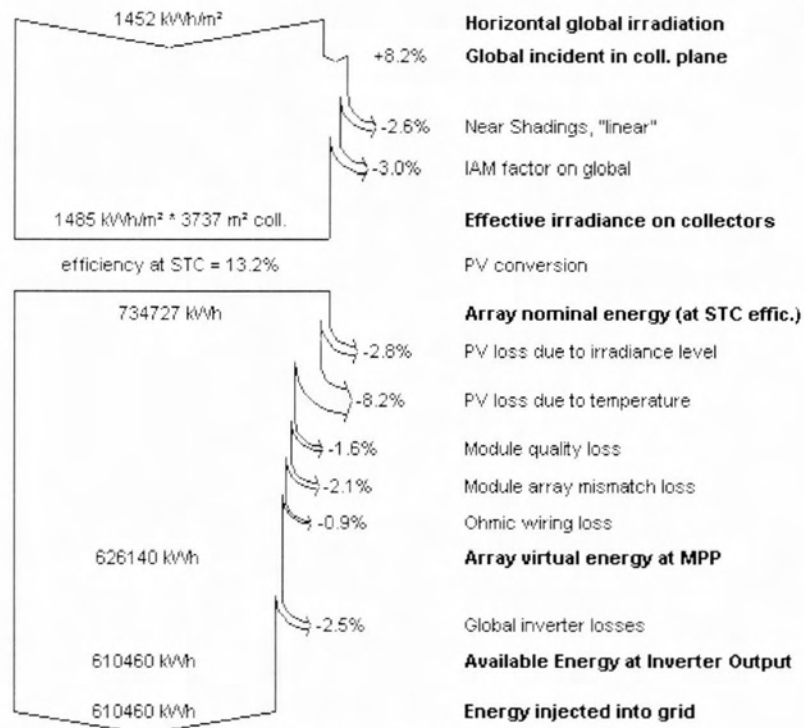 1452 kWh/m² Horizontal global irradiation
+8.2% Global incident in coll. plane
-2.6% Near Shadings, "linear"
-3.0% IAM factor on global
1485 kWh/m² * 3737 m² coll. Effective irradiance on collectors
efficiency at STC = 13.2% PV conversion
734727 kWh Array nominal energy (at STC effic.)
-2.8% PV loss due to irradiance level
-8.2% PV loss due to temperature
-1.6% Module quality loss
-2.1% Module array mismatch loss
-0.9% Ohmic wiring loss
626140 kWh Array virtual energy at MPP
-2.5% Global inverter losses
610460 kWh Available Energy at Inverter Output
610460 kWh Energy injected into grid